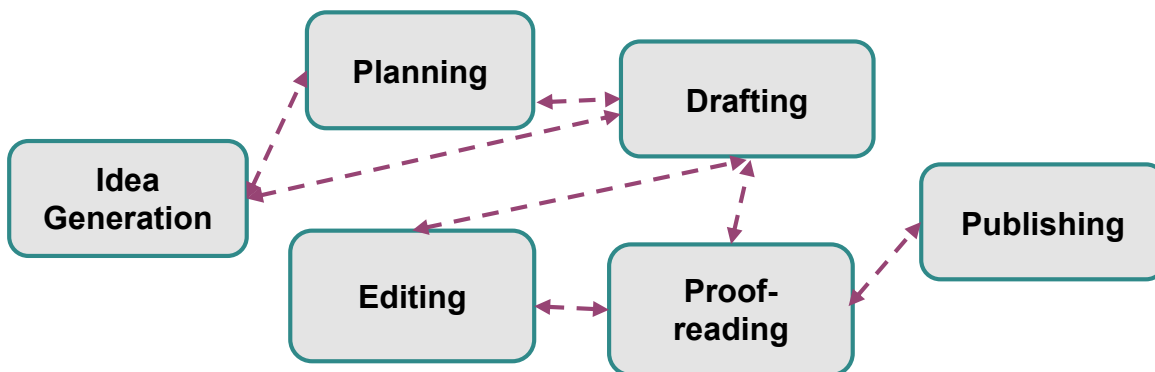 Planning
Drafting
Idea
Generation
Publishing
Editing
Proof-
reading